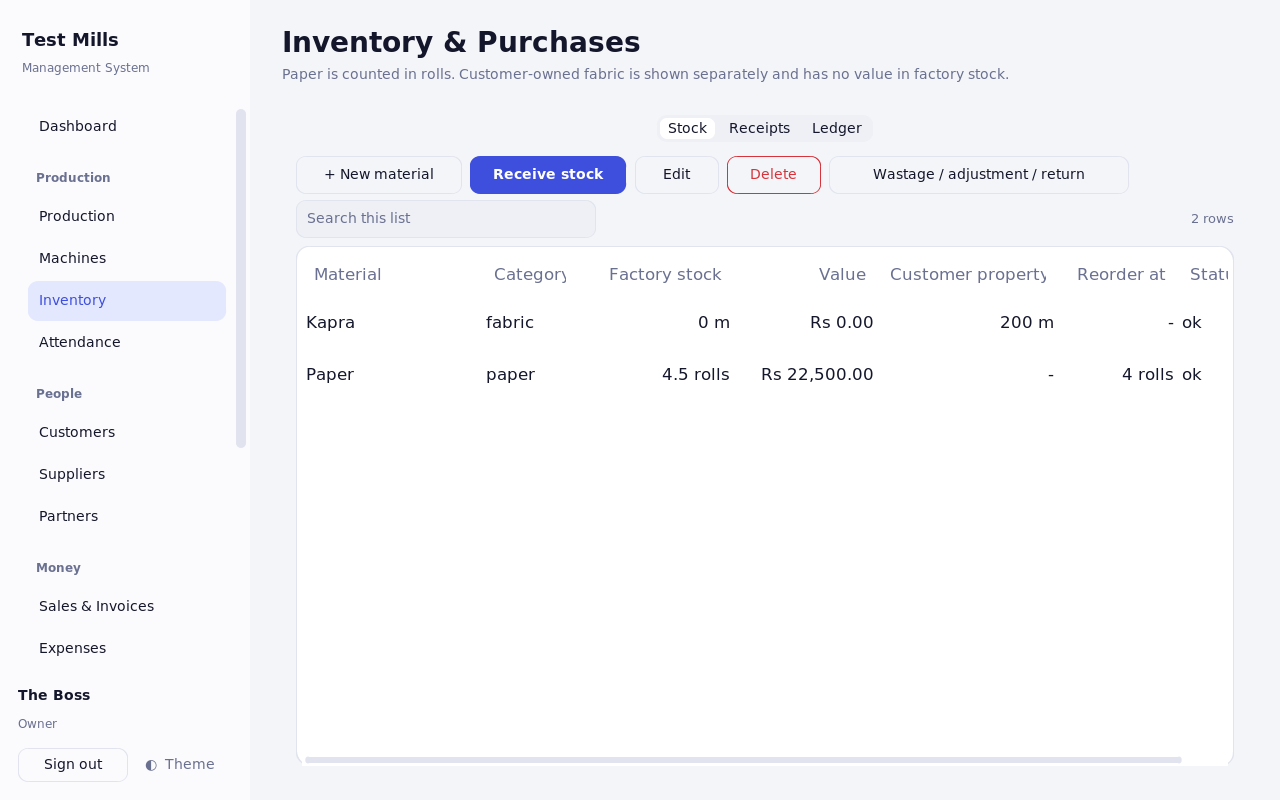 Test Mills
Management System
Dashboard
Production
Production
Machines
Inventory
Attendance
People
Customers
Suppliers
Partners
Money
Sales & Invoices
Expenses
The Boss
Owner
Sign out
◐ Theme
Inventory & Purchases
Paper is counted in rolls. Customer-owned fabric is shown separately and has no value in factory stock.
Stock Receipts Ledger
+ New material Receive stock Edit Delete Wastage / adjustment / return
Search this list 2 rows
Material Category Factory stock Value Customer property Reorder at Statu
Kapra fabric 0 m Rs 0.00 200 m - ok
Paper paper 4.5 rolls Rs 22,500.00 - 4 rolls ok